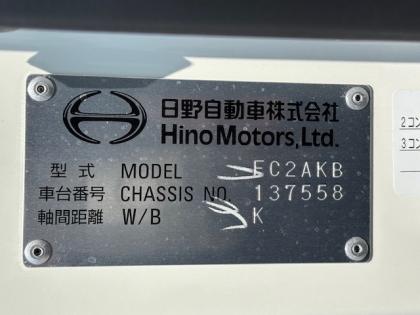 日野自動車株式会社
Hino Motors, Ltd.
型式 MODEL FC2AKB
車台番号 CHASSIS NO. 137558
軸間距離 W/B K
2コン
3コン